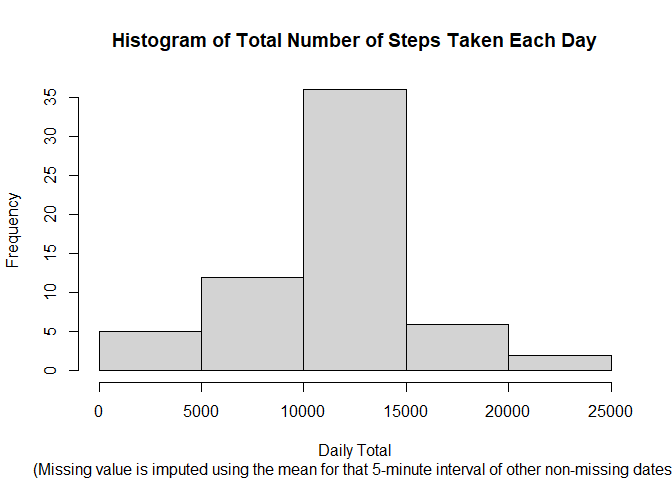 Histogram of Total Number of Steps Taken Each Day
Frequency
35
30
25
20
15
10
5
0
0 5000 10000 15000 20000 25000
Daily Total
(Missing value is imputed using the mean for that 5-minute interval of other non-missing dates